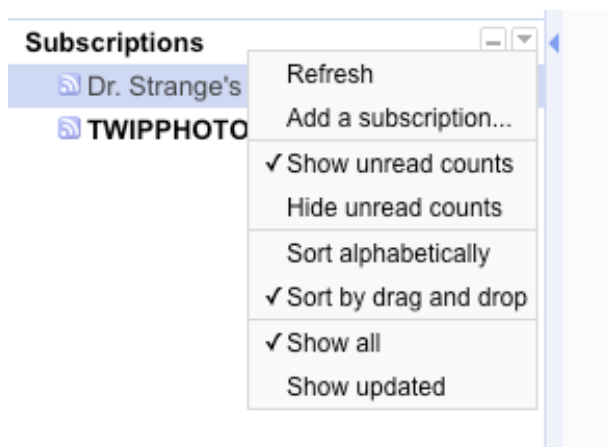 Subscriptions
Dr. Strange's
TWIPPHOTO
Refresh
Add a subscription...
Show unread counts
Hide unread counts
Sort alphabetically
Sort by drag and drop
Show all
Show updated